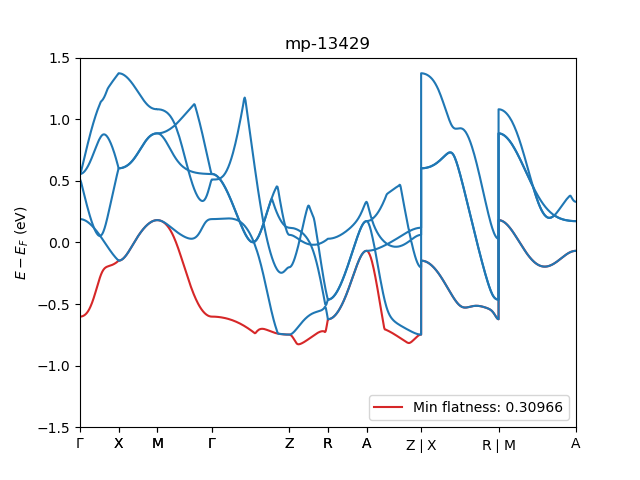 mp-13429
E − E_F (eV)
1.5
1.0
0.5
0.0
−0.5
−1.0
−1.5
Min flatness: 0.30966
Γ X M Γ Z R A Z | X R | M A